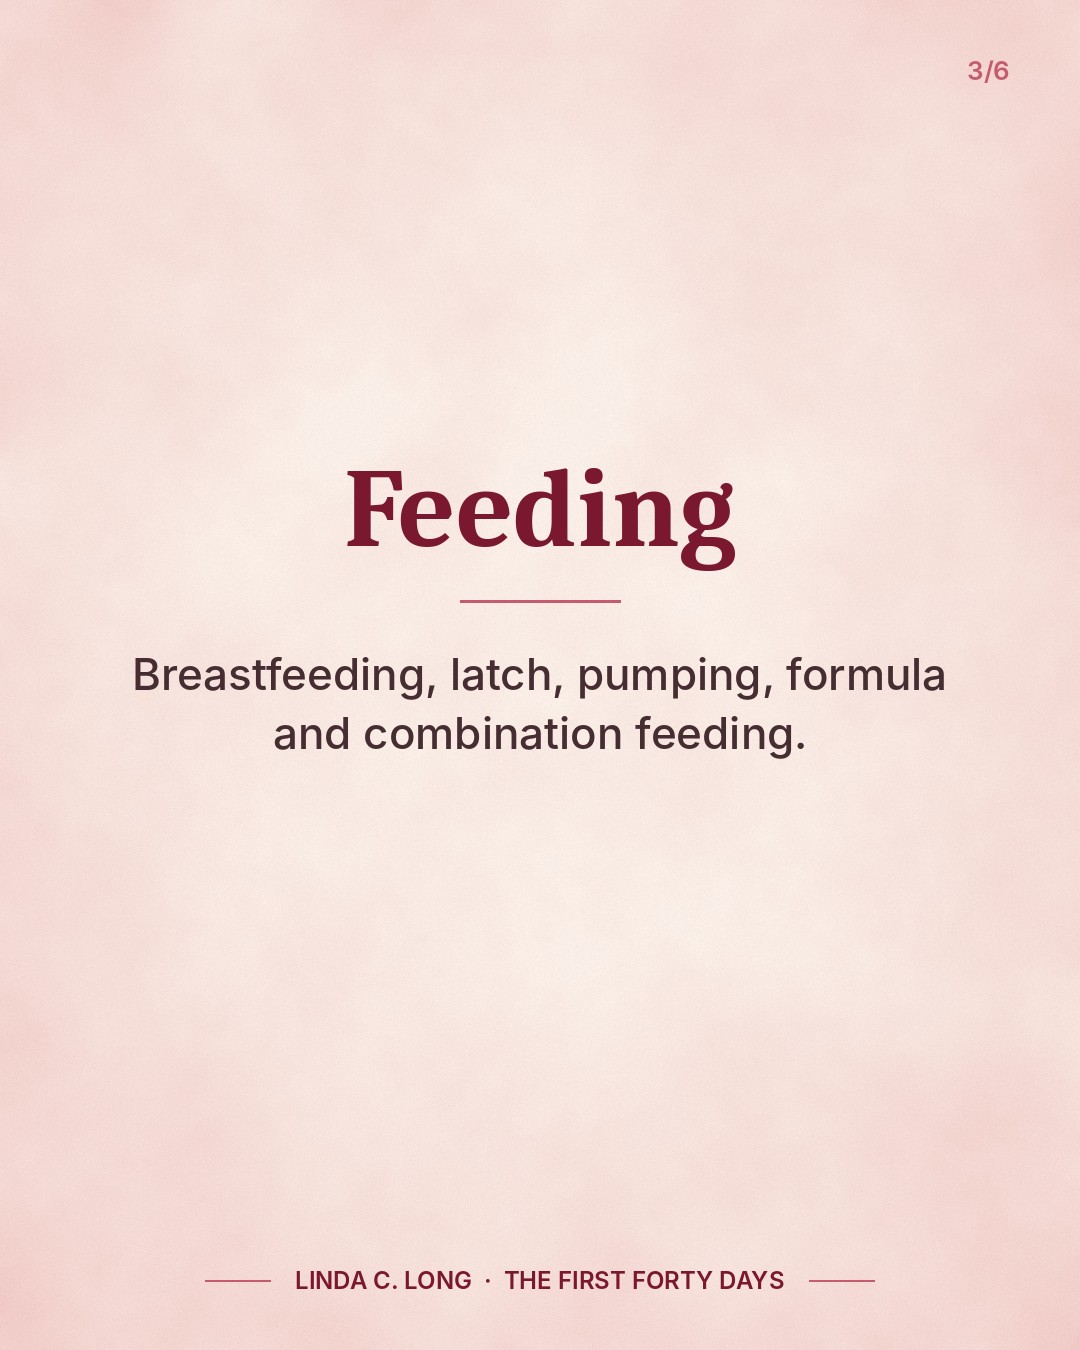 3/6
Feeding
Breastfeeding, latch, pumping, formula
and combination feeding.
LINDA C. LONG · THE FIRST FORTY DAYS